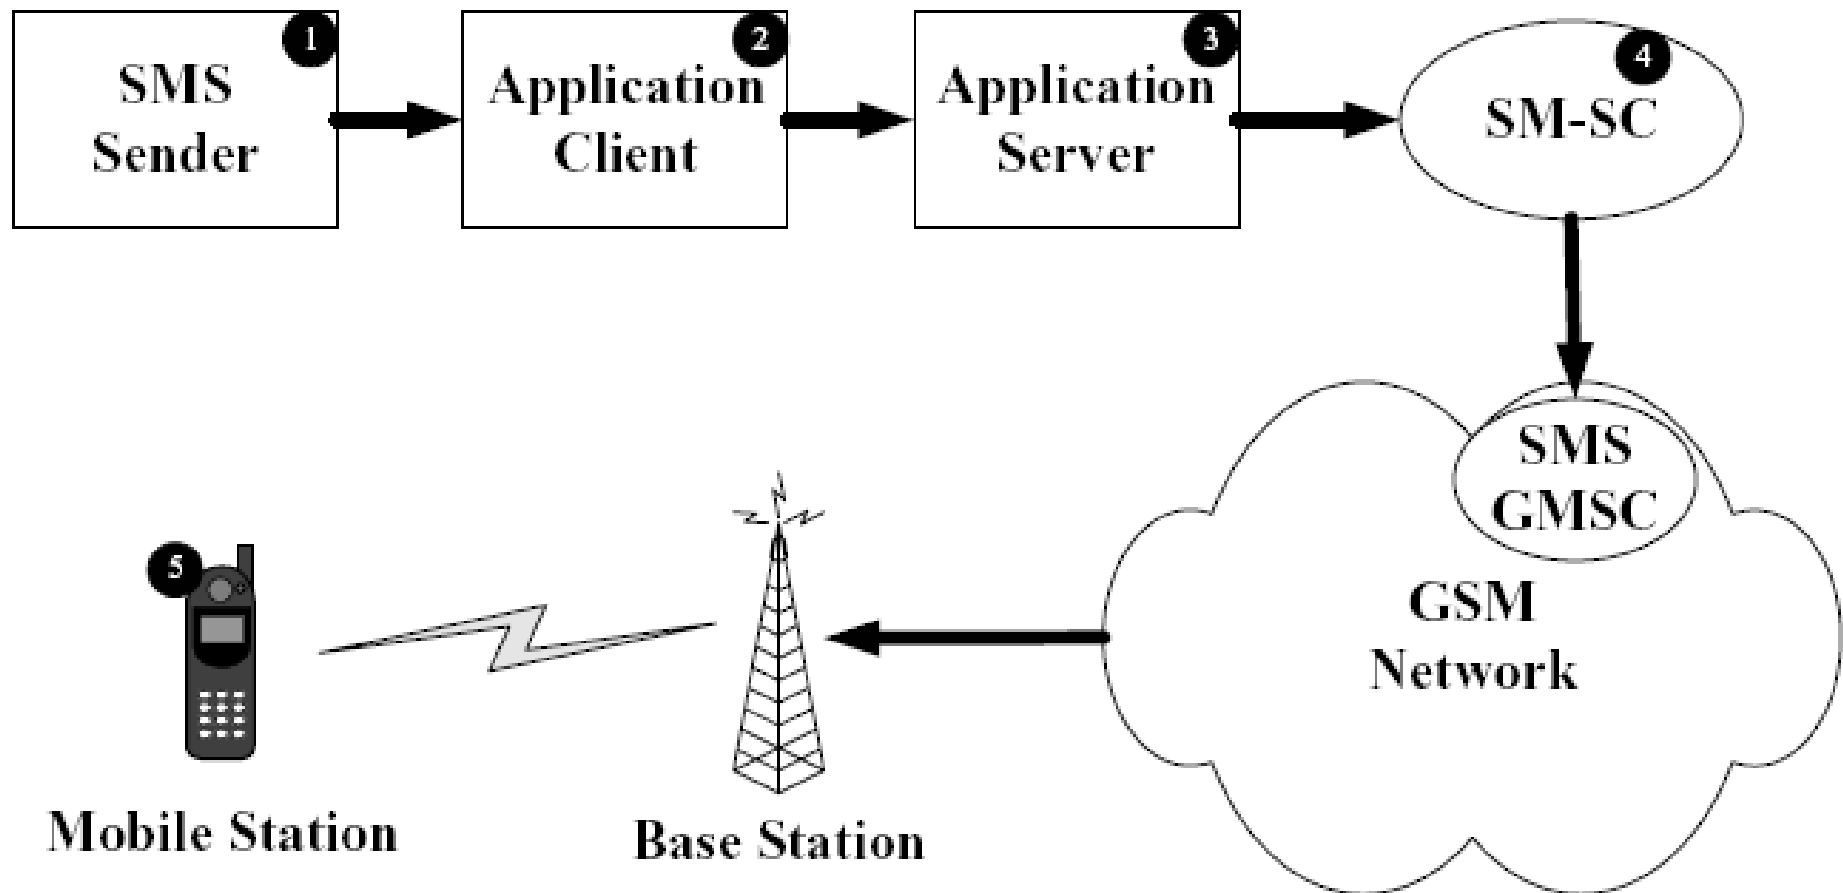 1
SMS
Sender
2
Application
Client
3
Application
Server
4
SM-SC
SMS
GMSC
GSM
Network
5
Mobile Station
Base Station